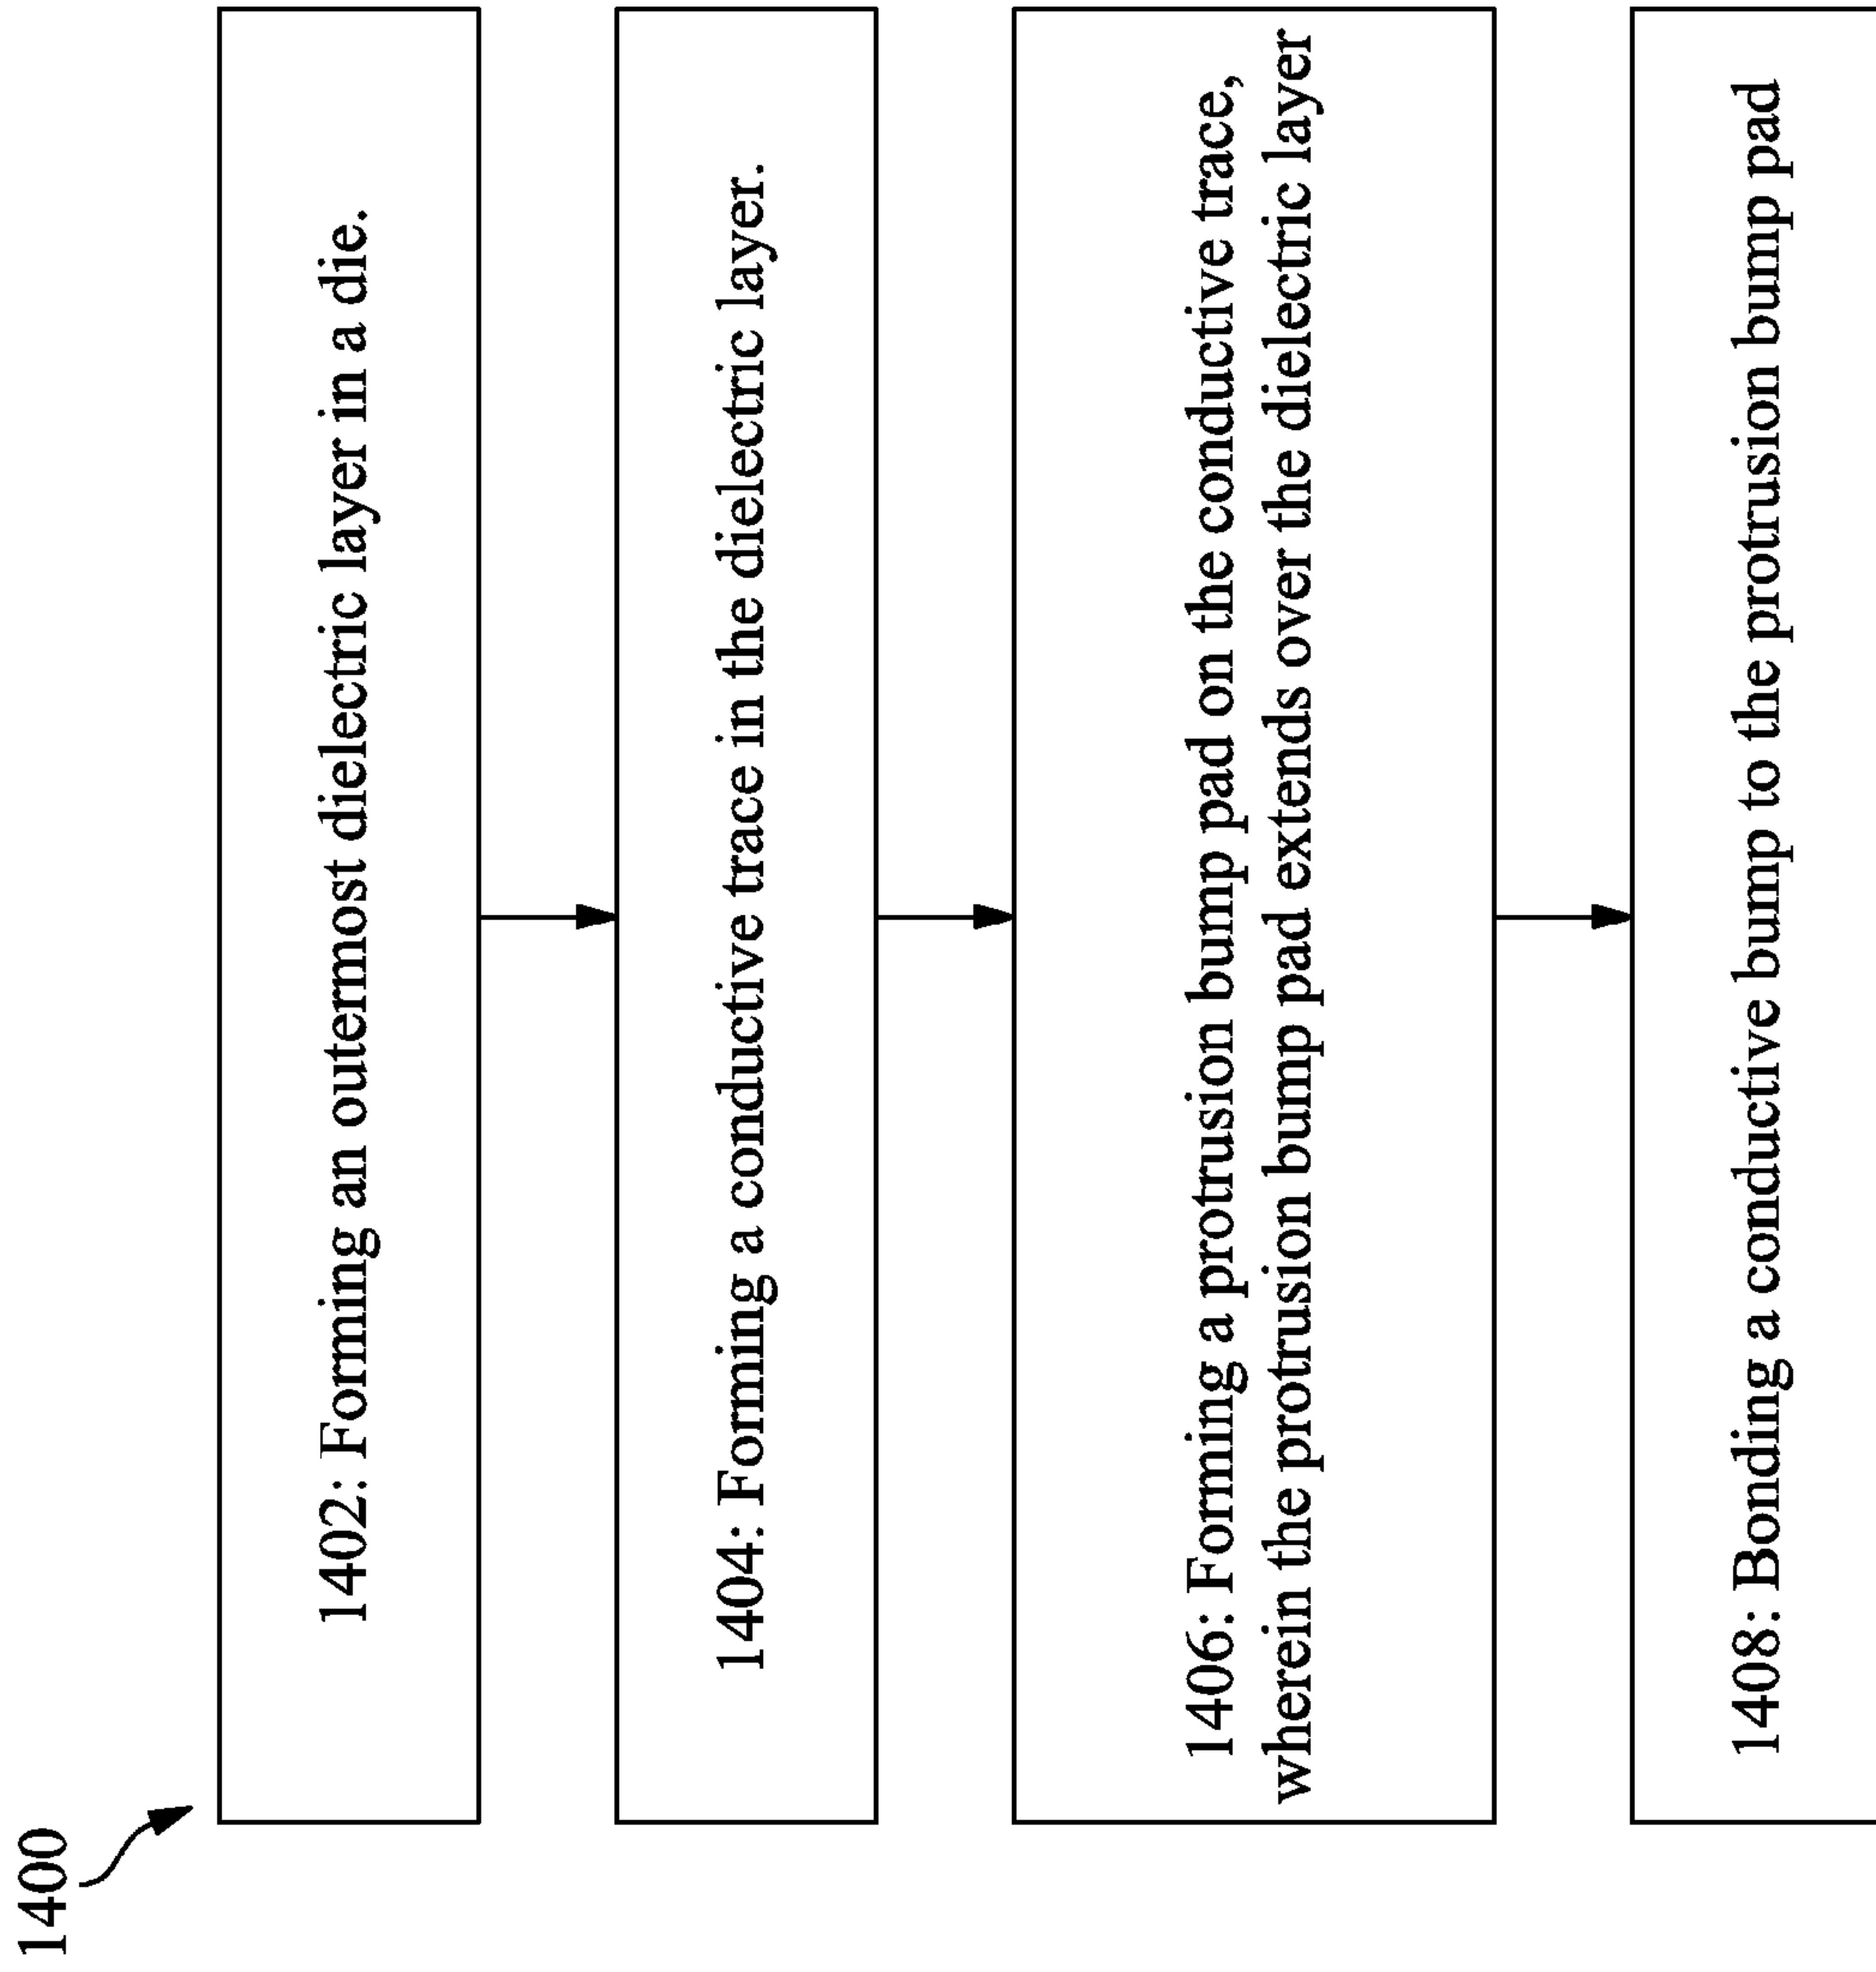 1400
1402: Forming an outermost dielectric layer in a die.
1404: Forming a conductive trace in the dielectric layer.
1406: Forming a protrusion bump pad on the conductive trace,
wherein the protrusion bump pad extends over the dielectric layer
1408: Bonding a conductive bump to the protrusion bump pad